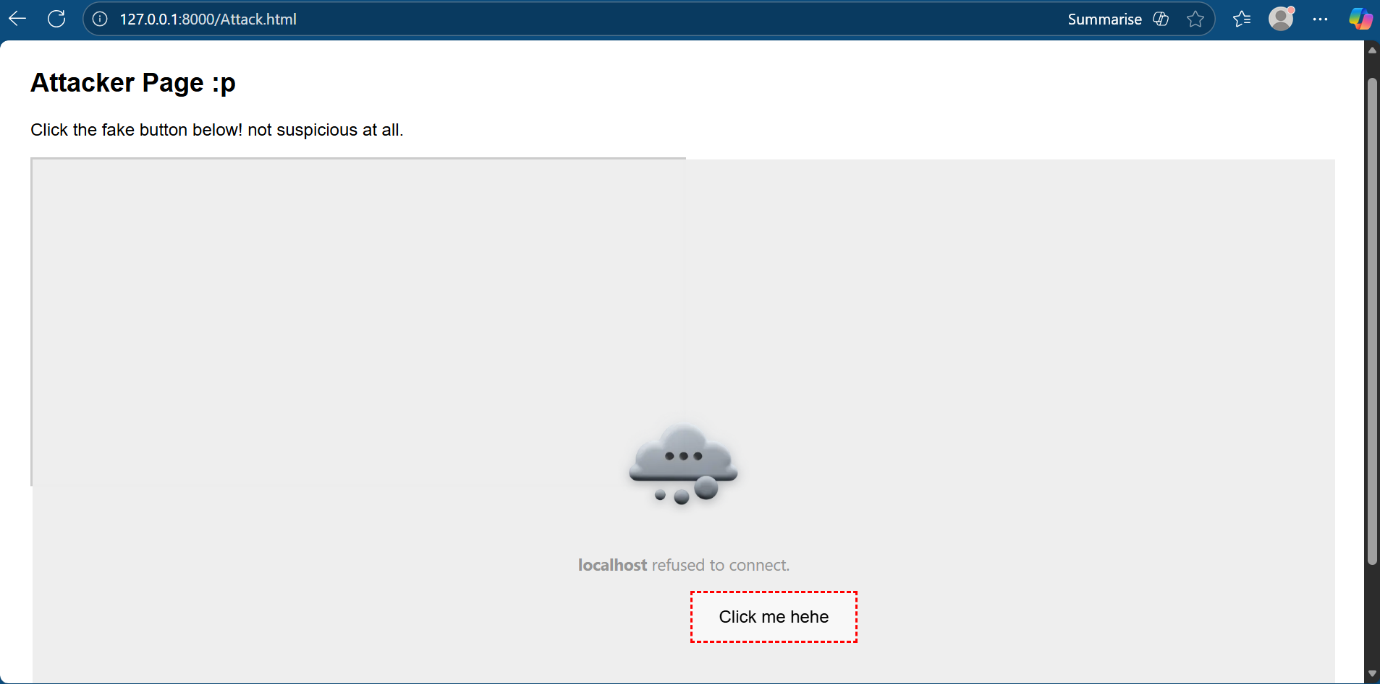 127.0.0.1:8000/Attack.html Summarise
Attacker Page :p
Click the fake button below! not suspicious at all.
localhost refused to connect.
Click me hehe